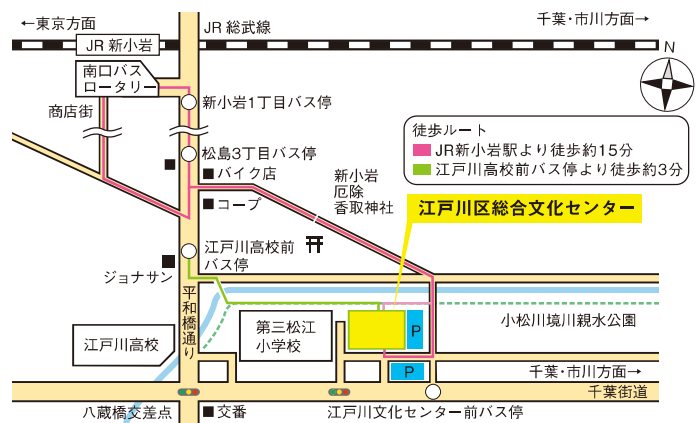 ←東京方面
JR 総武線
千葉・市川方面→
JR 新小岩
南口バス
ロータリー
N
商店街
新小岩1丁目バス停
徒歩ルート
JR新小岩駅より徒歩約15分
江戸川高校前バス停より徒歩約3分
松島3丁目バス停
バイク店
新小岩
厄除
香取神社
コープ
江戸川区総合文化センター
江戸川高校前
バス停
ジョナサン
平和橋通り
江戸川高校
第三松江
小学校
P
小松川境川親水公園
P
千葉・市川方面→
千葉街道
八蔵橋交差点
交番
江戸川文化センター前バス停